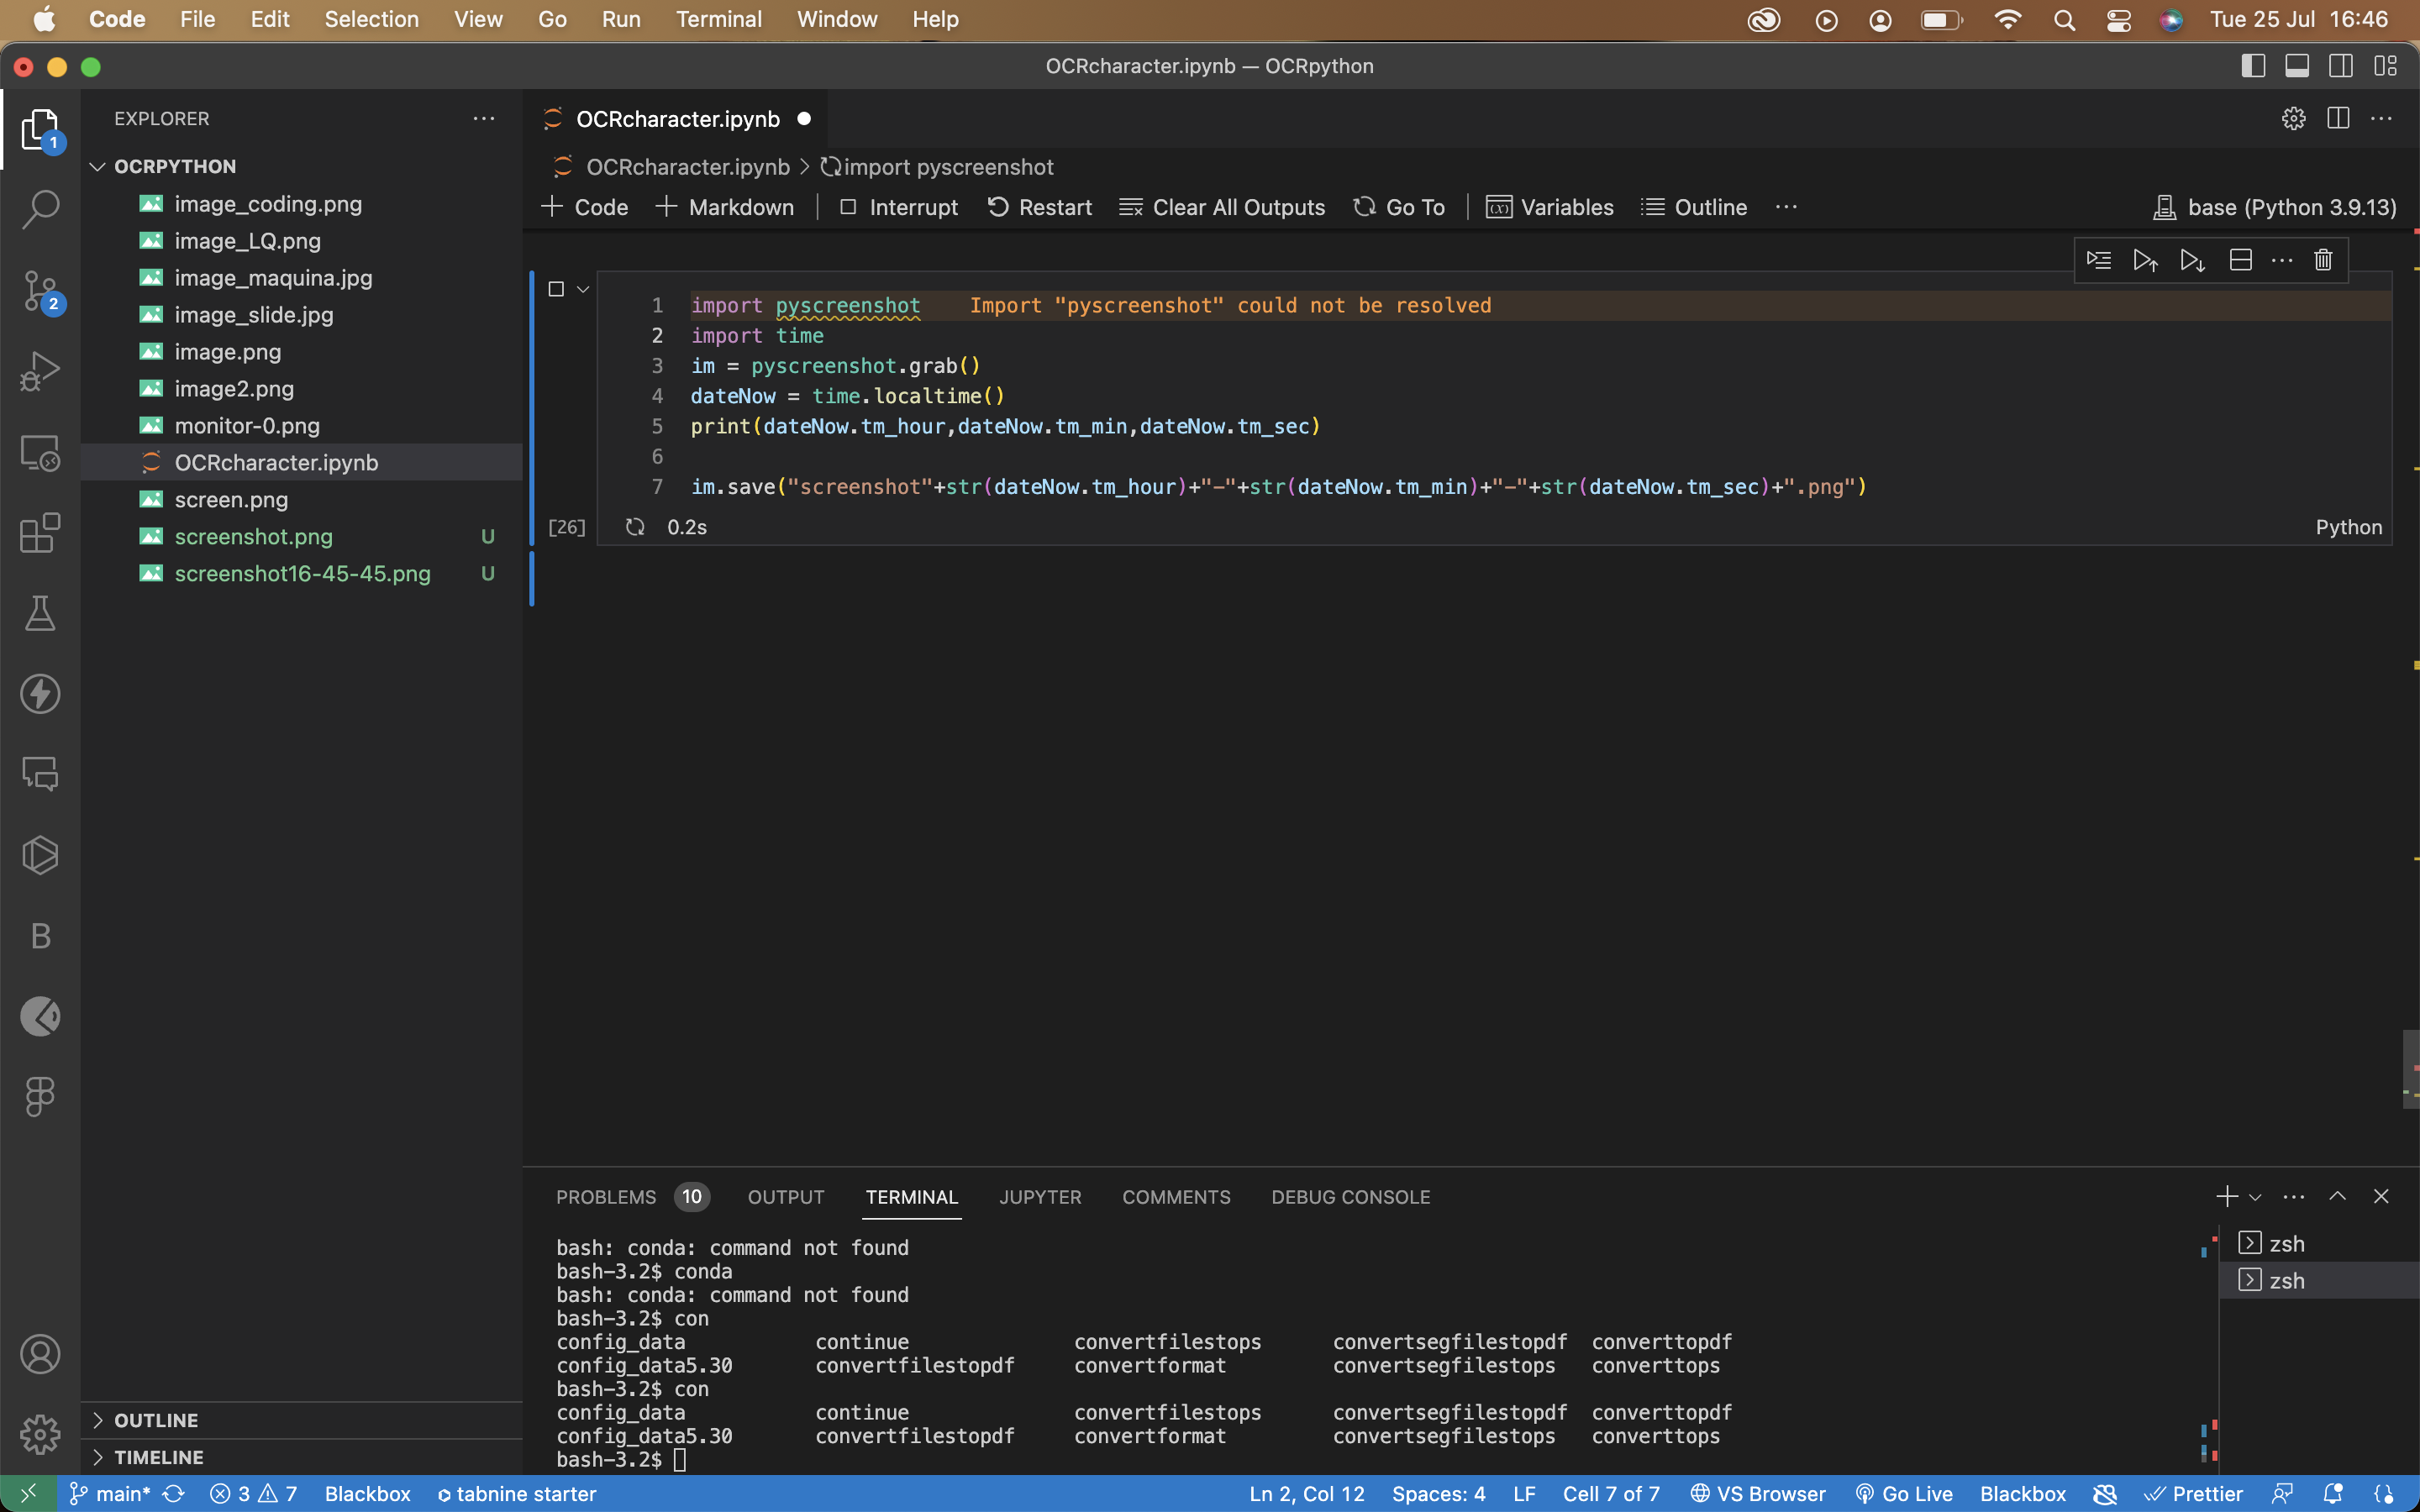 Code File Edit Selection View Go Run Terminal Window Help Tue 25 Jul 16:46
OCRcharacter.ipynb — OCRpython
EXPLORER
1
OCRPYTHON
image_coding.png
image_LQ.png
image_maquina.jpg
2
image_slide.jpg
image.png
image2.png
monitor-0.png
OCRcharacter.ipynb
screen.png
screenshot.png U
screenshot16-45-45.png U
B
OUTLINE
TIMELINE
OCRcharacter.ipynb
OCRcharacter.ipynb > import pyscreenshot
+ Code + Markdown | Interrupt Restart Clear All Outputs Go To | (x) Variables Outline ··· base (Python 3.9.13)
1 import pyscreenshot Import "pyscreenshot" could not be resolved
2 import time
3 im = pyscreenshot.grab()
4 dateNow = time.localtime()
5 print(dateNow.tm_hour,dateNow.tm_min,dateNow.tm_sec)
6
7 im.save("screenshot"+str(dateNow.tm_hour)+"-"+str(dateNow.tm_min)+"-"+str(dateNow.tm_sec)+".png")
[26] 0.2s Python
PROBLEMS 10 OUTPUT TERMINAL JUPYTER COMMENTS DEBUG CONSOLE
bash: conda: command not found
bash-3.2$ conda
bash: conda: command not found
bash-3.2$ con
config_data continue convertfilestops convertsegfilestopdf converttopdf
config_data5.30 convertfilestopdf convertformat convertsegfilestops converttops
bash-3.2$ con
config_data continue convertfilestops convertsegfilestopdf converttopdf
config_data5.30 convertfilestopdf convertformat convertsegfilestops converttops
bash-3.2$
zsh
zsh
main* 3 7 Blackbox tabnine starter Ln 2, Col 12 Spaces: 4 LF Cell 7 of 7 VS Browser Go Live Blackbox Prettier